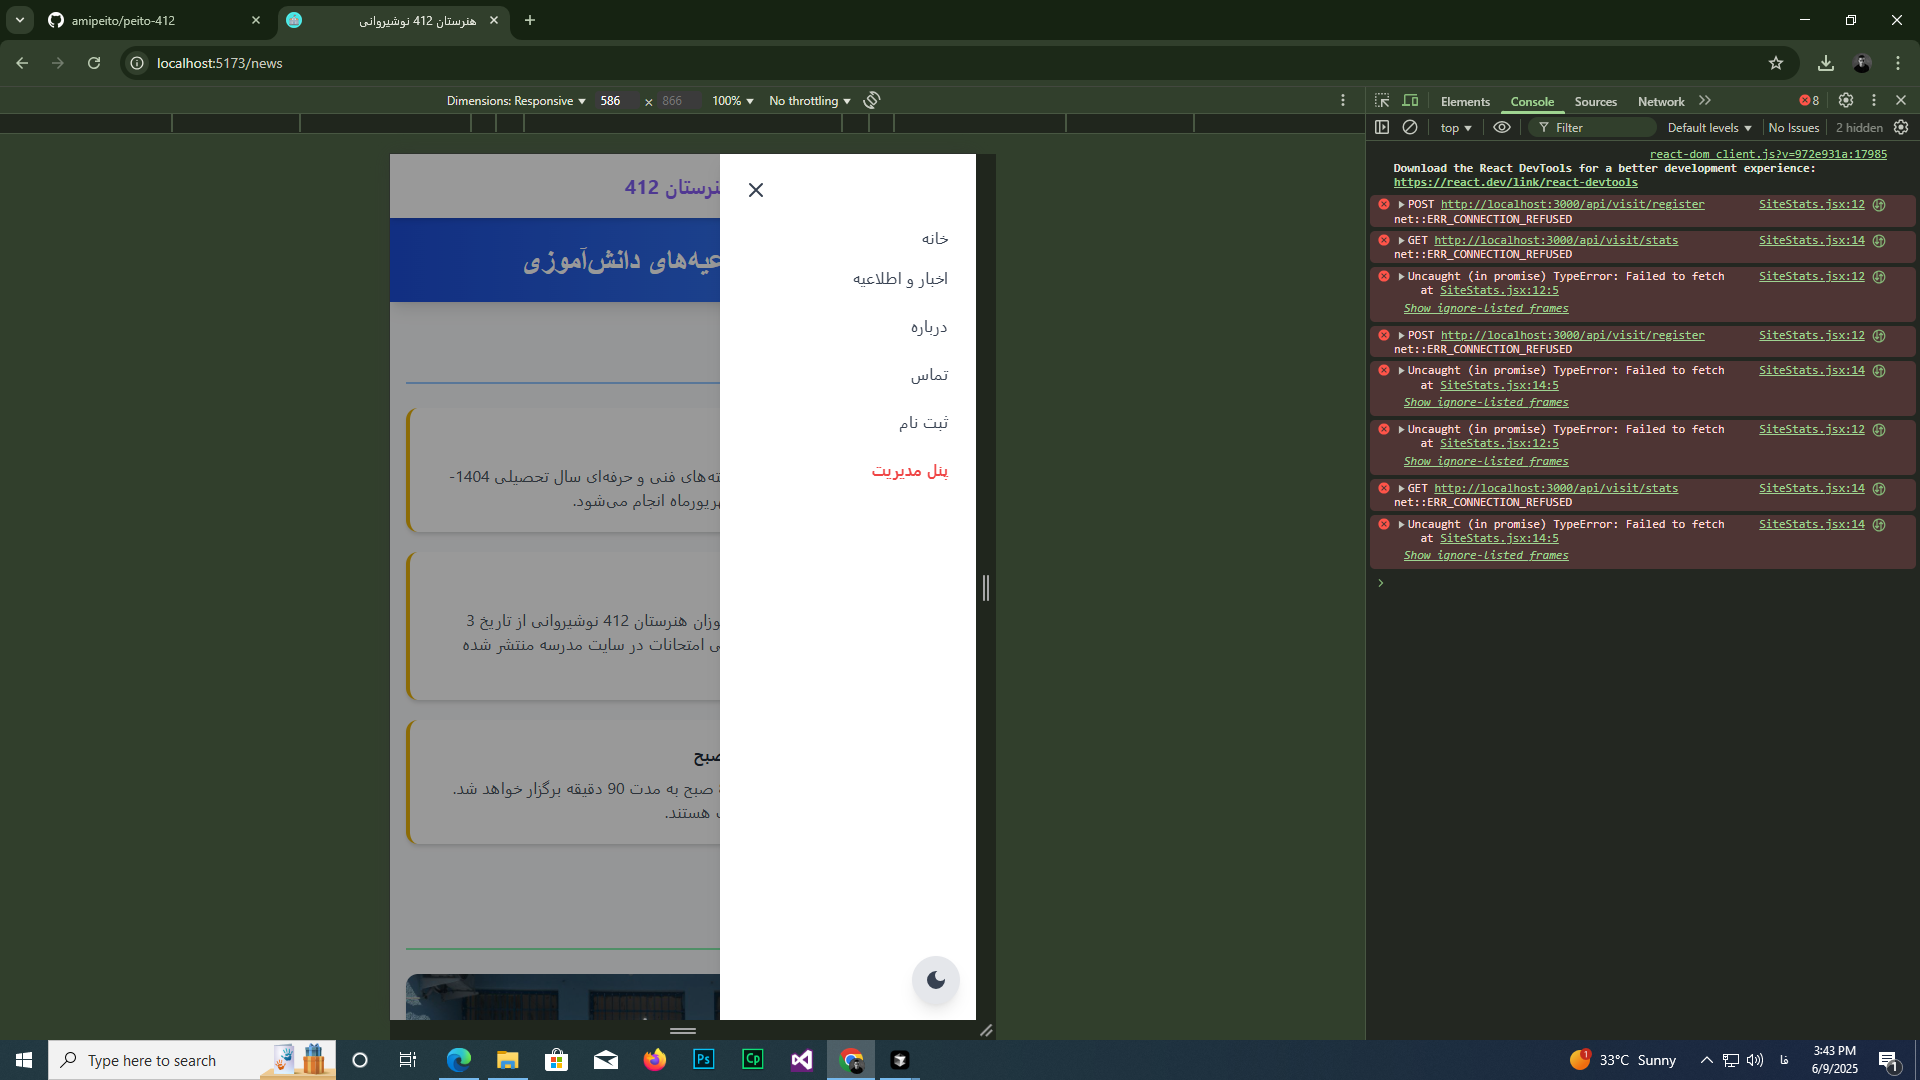 amipeito/peito-412
هنرستان 412 نوشیروانی
localhost:5173/news
Dimensions: Responsive
586 × 866
100%
No throttling
Elements
Console
Sources
Network
8
top
Filter
Default levels
No Issues
2 hidden
هنرستان 412
عیه‌های دانش‌آموزی
ته‌های فنی و حرفه‌ای سال تحصیلی 1404-
هریورماه انجام می‌شود.
وزان هنرستان 412 نوشیروانی از تاریخ 3
ی امتحانات در سایت مدرسه منتشر شده
صبح
صبح به مدت 90 دقیقه برگزار خواهد شد.
هستند.
خانه
اخبار و اطلاعیه
درباره
تماس
ثبت نام
پنل مدیریت
react-dom_client.js?v=972e931a:17985
Download the React DevTools for a better development experience:
https://react.dev/link/react-devtools
POST http://localhost:3000/api/visit/register SiteStats.jsx:12
net::ERR_CONNECTION_REFUSED
GET http://localhost:3000/api/visit/stats SiteStats.jsx:14
net::ERR_CONNECTION_REFUSED
Uncaught (in promise) TypeError: Failed to fetch SiteStats.jsx:12
at SiteStats.jsx:12:5
Show ignore-listed frames
POST http://localhost:3000/api/visit/register SiteStats.jsx:12
net::ERR_CONNECTION_REFUSED
Uncaught (in promise) TypeError: Failed to fetch SiteStats.jsx:14
at SiteStats.jsx:14:5
Show ignore-listed frames
Uncaught (in promise) TypeError: Failed to fetch SiteStats.jsx:12
at SiteStats.jsx:12:5
Show ignore-listed frames
GET http://localhost:3000/api/visit/stats SiteStats.jsx:14
net::ERR_CONNECTION_REFUSED
Uncaught (in promise) TypeError: Failed to fetch SiteStats.jsx:14
at SiteStats.jsx:14:5
Show ignore-listed frames
Type here to search
Ps
Cp
1
33°C Sunny
فا
3:43 PM
6/9/2025
1